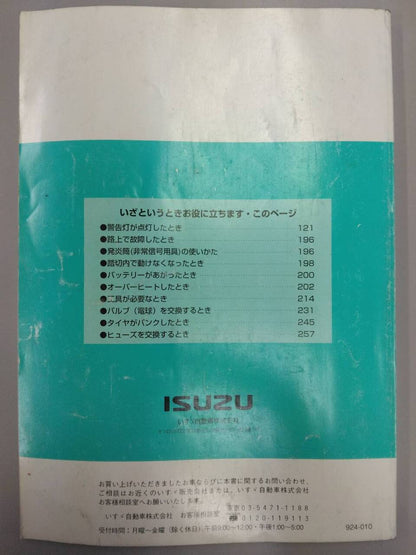 いざというときお役に立ちます・このページ
●警告灯が点灯したとき 121
●路上で故障したとき 196
●発炎筒(非常信号用具)の使いかた 196
●踏切内で動けなくなったとき 198
●バッテリーがあがったとき 200
●オーバーヒートしたとき 202
●工具が必要なとき 214
●バルブ（電球）を交換するとき 231
●タイヤがパンクしたとき 245
●ヒューズを交換するとき 257
ISUZU
いすゞ自動車株式会社
お買い上げいただきましたお車ならびに本書に関するお問い合わせ、
ご相談はお近くのいすゞ販売会社または、いすゞ自動車株式会社
お客様相談室へお願いいたします。 東京03-5471-1188
いすゞ自動車株式会社 お客様相談室 0120-119113
受付時間：月曜～金曜（除く休日)午前9:00～12:00・午後1:00～5:00
924-010